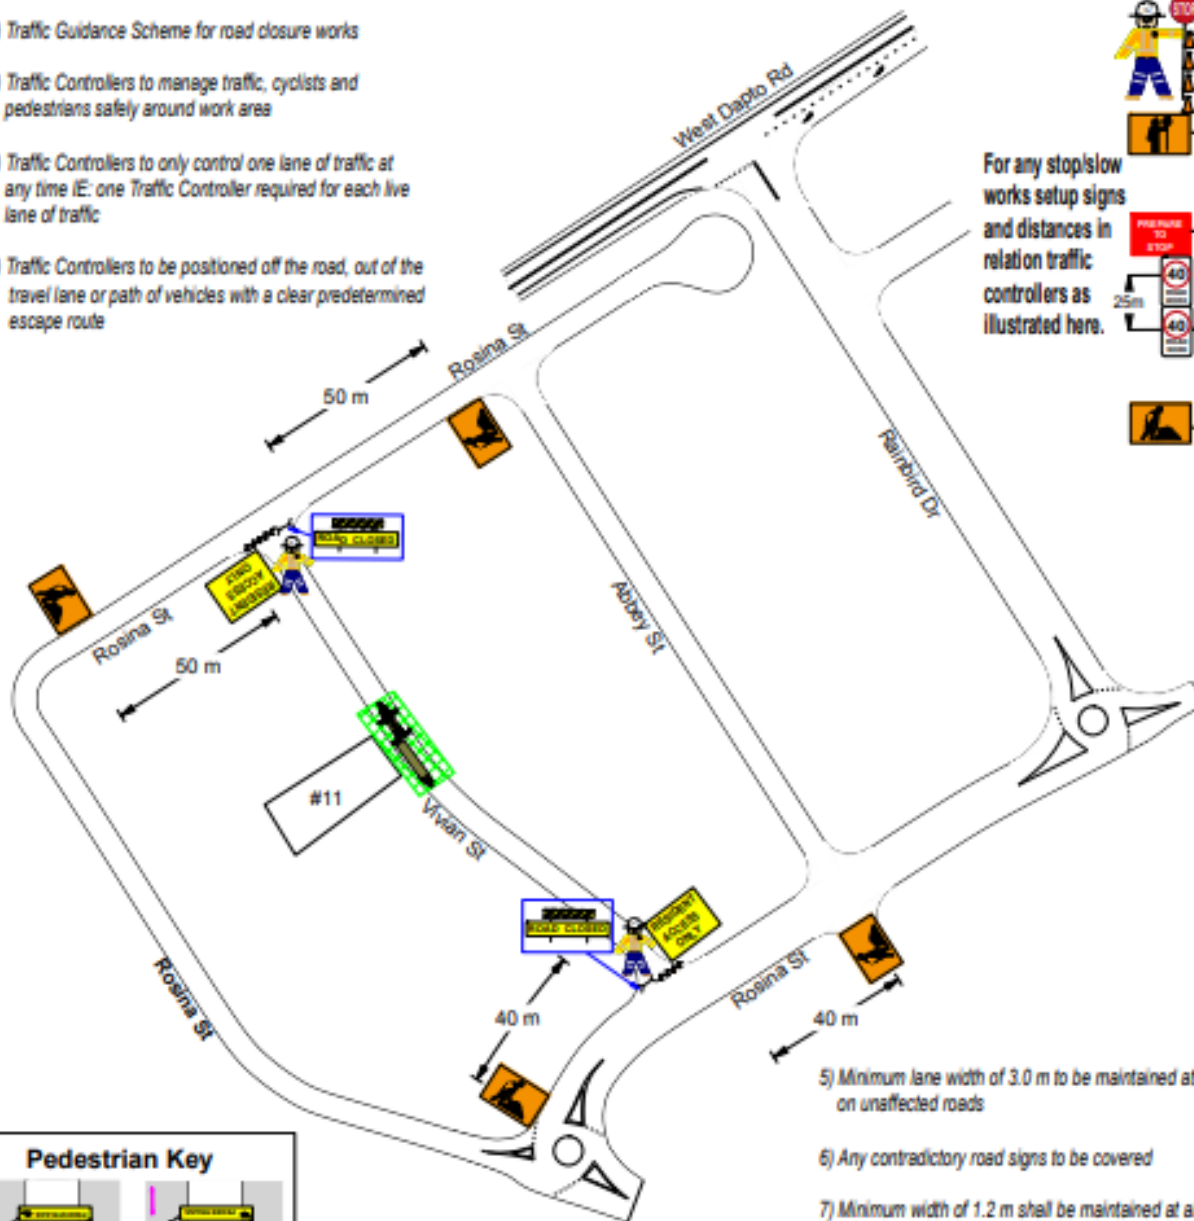 Traffic Guidance Scheme for road closure works
Traffic Controllers to manage traffic, cyclists and
pedestrians safely around work area
Traffic Controllers to only control one lane of traffic at
any time IE: one Traffic Controller required for each live
lane of traffic
Traffic Controllers to be positioned off the road, out of the
travel lane or path of vehicles with a clear predetermined
escape route
STOP
West Dapto Rd
For any stop/slow
works setup signs
and distances in
relation traffic
controllers as
illustrated here.
PREPARE
TO
STOP
40
25m
40
Rosina St
50 m
Rainbird Dr
ROAD CLOSED
RESIDENT
ACCESS
ONLY
Rosina St
50 m
Abbey St
#11
Vivian St
ROAD CLOSED
RESIDENT
ACCESS
ONLY
Rosina St
Rosina St
40 m
40 m
5) Minimum lane width of 3.0 m to be maintained at
on unaffected roads
6) Any contradictory road signs to be covered
7) Minimum width of 1.2 m shall be maintained at a
Pedestrian Key